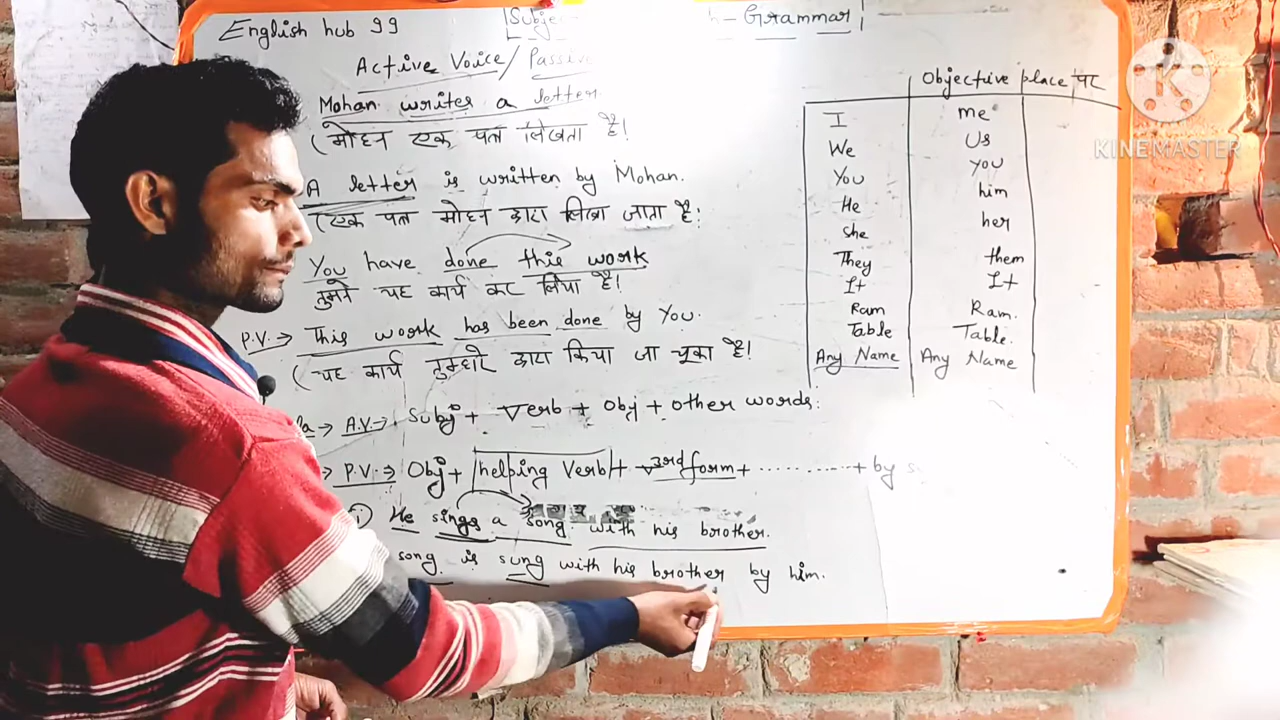 English hub 99
Grammar
Active Voice/ Passive
Mohan writes a letter.
(मोहन एक पत्र लिखता है।
A letter is written by Mohan.
(एक पत्र मोहन द्वारा लिखा जाता है।
You have done this work
तुमने यह कार्य कर लिया है।
P.V.→ This work has been done by You.
(यह कार्य तुम्हारे द्वारा किया जा चूका है।
→ A.V.→ Subj + Verb + Obj + Other words.
→ P.V.→ Obj + helping Verb + V3rd form + ............ + by
① He sings a song with his brother.
song is sung with his brother by him.
Objective place पर
I me
We Us
You You
He him
She her
They them
It It
Ram Ram.
Table Table.
Any Name Any Name
KINEMASTER